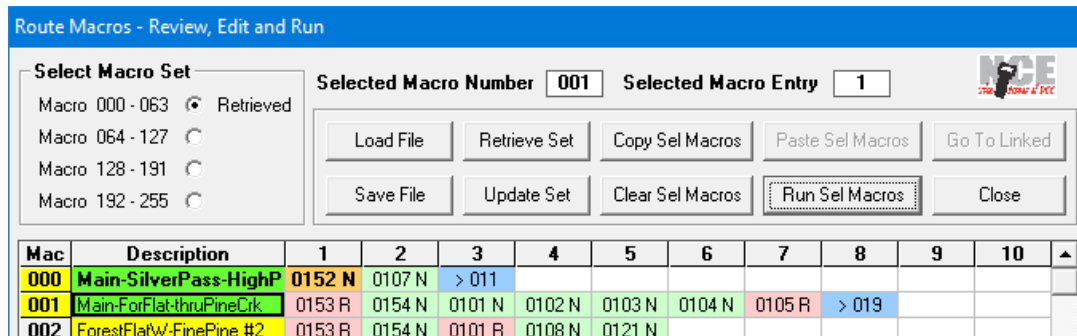 Route Macros - Review, Edit and Run
Select Macro Set
Macro 000 - 063 Retrieved
Macro 064 - 127
Macro 128 - 191
Macro 192 - 255
Selected Macro Number 001 Selected Macro Entry 1
NCE
Load File Retrieve Set Copy Sel Macros Paste Sel Macros Go To Linked
Save File Update Set Clear Sel Macros Run Sel Macros Close
Mac Description 1 2 3 4 5 6 7 8 9 10
000 Main-SilverPass-HighP 0152 N 0107 N > 011
001 Main-ForFlat-thruPineCrk 0153 R 0154 N 0101 N 0102 N 0103 N 0104 N 0105 R > 019
002 ForestFlatW-FinePine #2 0153 R 0154 N 0101 R 0108 N 0121 N